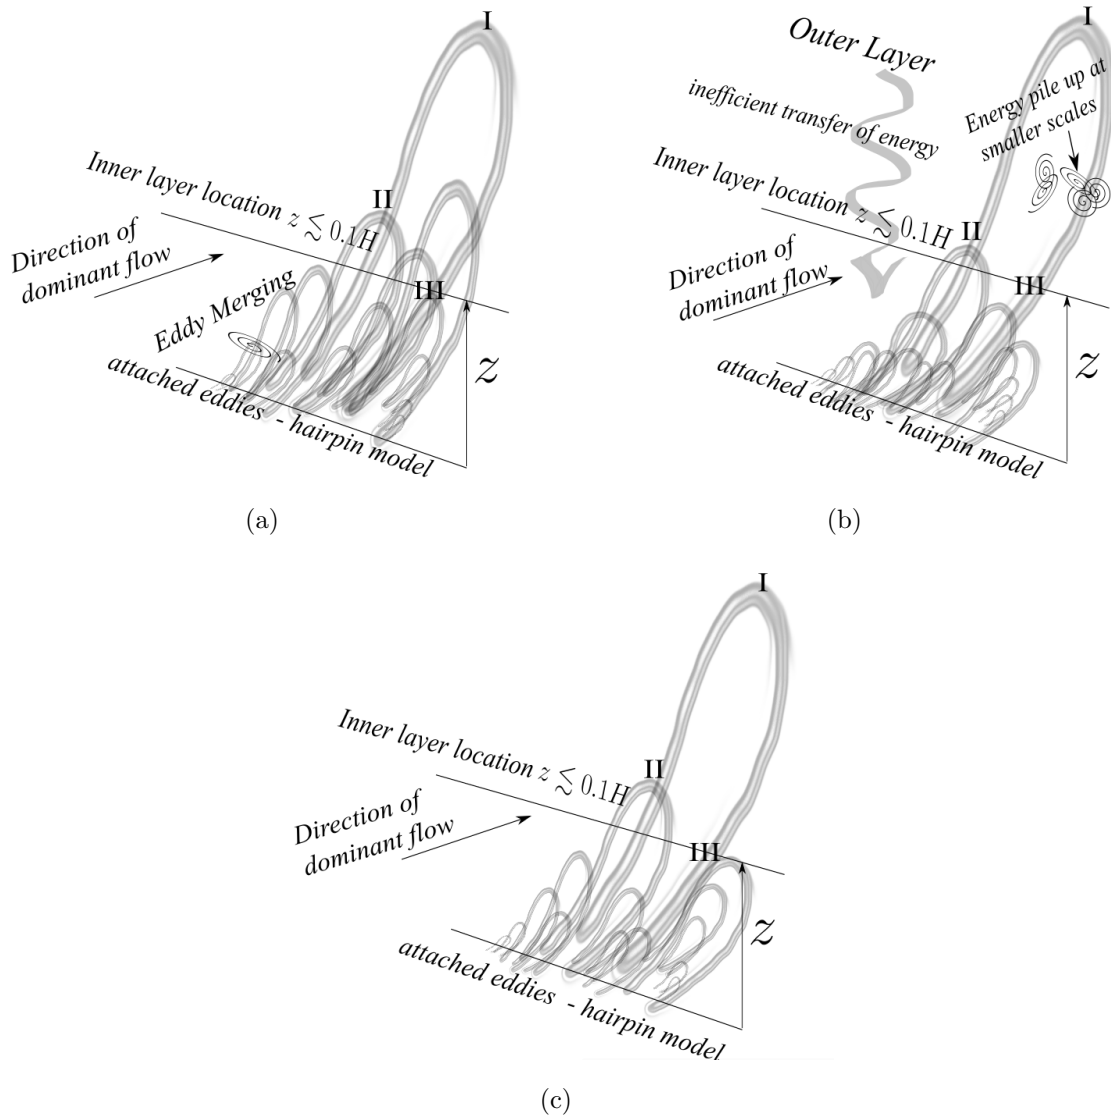 I
II
III
Inner layer location z ≲ 0.1H
Direction of
dominant flow
Eddy Merging
z
attached eddies - hairpin model
(a)
Outer Layer
inefficient transfer of energy
Energy pile up at
smaller scales
I
Inner layer location z ≲ 0.1H
II
III
Direction of
dominant flow
z
attached eddies - hairpin model
(b)
I
Inner layer location z ≲ 0.1H
II
III
Direction of
dominant flow
z
attached eddies - hairpin model
(c)